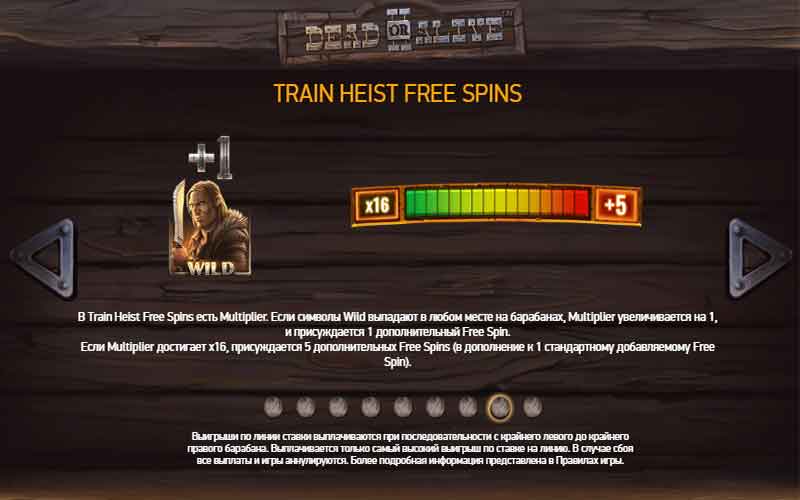 DEAD OR ALIVE II
TRAIN HEIST FREE SPINS
+1
WILD
x16
+5
В Train Heist Free Spins есть Multiplier. Если символы Wild выпадают в любом месте на барабанах, Multiplier увеличивается на 1,
и присуждается 1 дополнительный Free Spin.
Если Multiplier достигает x16, присуждается 5 дополнительных Free Spins (в дополнение к 1 стандартному добавляемому Free
Spin).
Выигрыши по линии ставки выплачиваются при последовательности с крайнего левого до крайнего
правого барабана. Выплачивается только самый высокий выигрыш по ставке на линию. В случае сбоя
все выплаты и игры аннулируются. Более подробная информация представлена в Правилах игры.